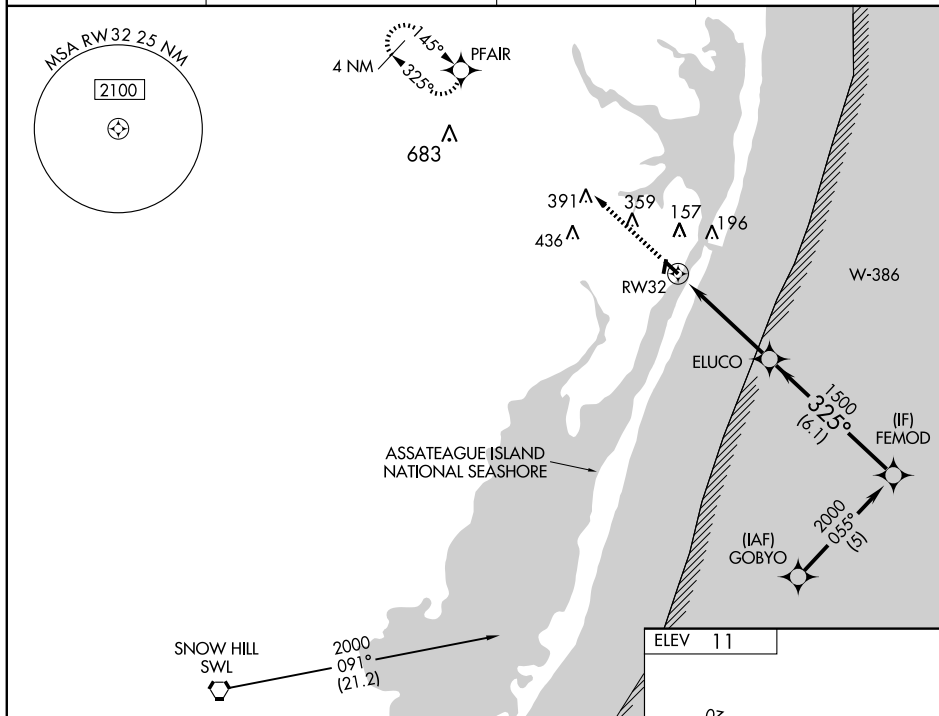 MSA RW32 25 NM
2100
4 NM
145°
325°
PFAIR
683
391
359
157
196
436
RW32
W-386
ELUCO
1500
325°
(6.1)
(IF)
FEMOD
ASSATEAGUE ISLAND
NATIONAL SEASHORE
2000
055°
(5)
(IAF)
GOBYO
SNOW HILL
SWL
2000
091°
(21.2)
ELEV 11